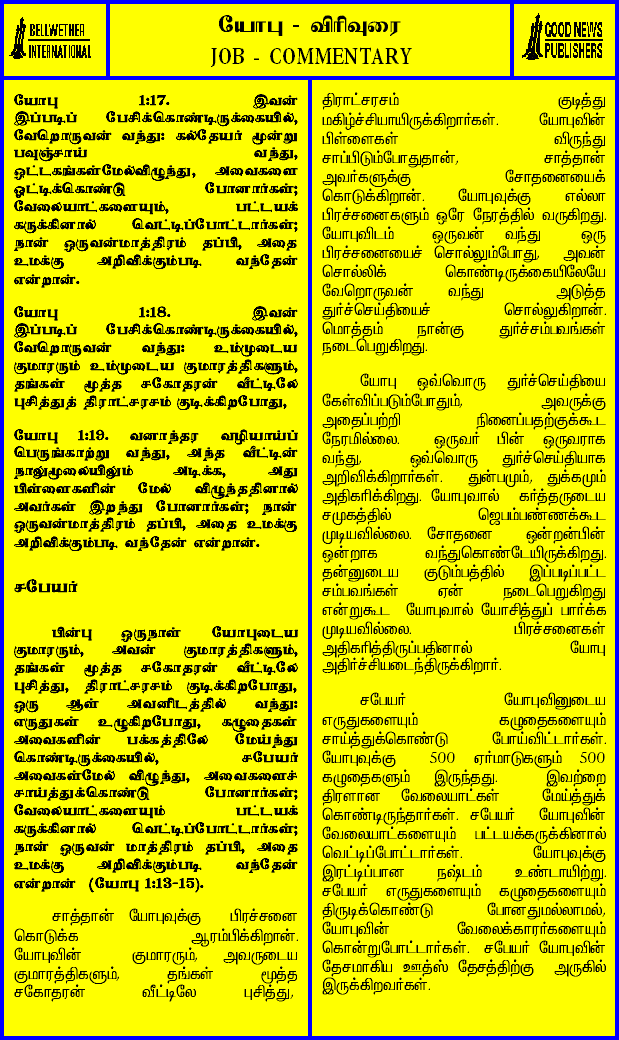 BELLWETHER
INTERNATIONAL
யோபு - விரிவுரை
JOB - COMMENTARY
GOOD NEWS
PUBLISHERS
யோபு 1:17. இவன்
இப்படிப் பேசிக்கொண்டிருக்கையில்,
வேறொருவன் வந்து: கல்தேயர் மூன்று
பவுஞ்சாய் வந்து,
ஒட்டகங்கள்மேல்விழுந்து, அவைகளை
ஓட்டிக்கொண்டு போனார்கள்;
வேலையாட்களையும், பட்டயக்
கருக்கினால் வெட்டிப்போட்டார்கள்;
நான் ஒருவன்மாத்திரம் தப்பி, அதை
உமக்கு அறிவிக்கும்படி வந்தேன்
என்றான்.
யோபு 1:18. இவன்
இப்படிப் பேசிக்கொண்டிருக்கையில்,
வேறொருவன் வந்து: உம்முடைய
குமாரரும் உம்முடைய குமாரத்திகளும்,
தங்கள் மூத்த சகோதரன் வீட்டிலே
புசித்துத் திராட்சரசம் குடிக்கிறபோது,
யோபு 1:19. வனாந்தர வழியாய்ப்
பெருங்காற்று வந்து, அந்த வீட்டின்
நாலுமூலையிலும் அடிக்க, அது
பிள்ளைகளின் மேல் விழுந்ததினால்
அவர்கள் இறந்து போனார்கள்; நான்
ஒருவன்மாத்திரம் தப்பி, அதை உமக்கு
அறிவிக்கும்படி வந்தேன் என்றான்.
சபேயர்
பின்பு ஒருநாள் யோபுடைய
குமாரரும், அவன் குமாரத்திகளும்,
தங்கள் மூத்த சகோதரன் வீட்டிலே
புசித்து, திராட்சரசம் குடிக்கிறபோது,
ஒரு ஆள் அவனிடத்தில் வந்து:
எருதுகள் உழுகிறபோது, கழுதைகள்
அவைகளின் பக்கத்திலே மேய்ந்து
கொண்டிருக்கையில், சபேயர்
அவைகள்மேல் விழுந்து, அவைகளைச்
சாய்த்துக்கொண்டு போனார்கள்;
வேலையாட்களையும் பட்டயக்
கருக்கினால் வெட்டிப்போட்டார்கள்;
நான் ஒருவன் மாத்திரம் தப்பி, அதை
உமக்கு அறிவிக்கும்படி வந்தேன்
என்றான் (யோபு 1:13-15).
சாத்தான் யோபுவுக்கு பிரச்சனை
கொடுக்க ஆரம்பிக்கிறான்.
யோபுவின் குமாரரும், அவருடைய
குமாரத்திகளும், தங்கள் மூத்த
சகோதரன் வீட்டிலே புசித்து,
திராட்சரசம் குடித்து
மகிழ்ச்சியாயிருக்கிறார்கள். யோபுவின்
பிள்ளைகள் விருந்து
சாப்பிடும்போதுதான், சாத்தான்
அவர்களுக்கு சோதனையைக்
கொடுக்கிறான். யோபுவுக்கு எல்லா
பிரச்சனைகளும் ஒரே நேரத்தில் வருகிறது.
யோபுவிடம் ஒருவன் வந்து ஒரு
பிரச்சனையைச் சொல்லும்போது, அவன்
சொல்லிக் கொண்டிருக்கையிலேயே
வேறொருவன் வந்து அடுத்த
துர்ச்செய்தியைச் சொல்லுகிறான்.
மொத்தம் நான்கு துர்ச்சம்பவங்கள்
நடைபெறுகிறது.
யோபு ஒவ்வொரு துர்ச்செய்தியை
கேள்விப்படும்போதும், அவருக்கு
அதைப்பற்றி நினைப்பதற்குக்கூட
நேரமில்லை. ஒருவர் பின் ஒருவராக
வந்து, ஒவ்வொரு துர்ச்செய்தியாக
அறிவிக்கிறார்கள். துன்பமும், துக்கமும்
அதிகரிக்கிறது. யோபுவால் கர்த்தருடைய
சமுகத்தில் ஜெபம்பண்ணக்கூட
முடியவில்லை. சோதனை ஒன்றன்பின்
ஒன்றாக வந்துகொண்டேயிருக்கிறது.
தன்னுடைய குடும்பத்தில் இப்படிப்பட்ட
சம்பவங்கள் ஏன் நடைபெறுகிறது
என்றுகூட யோபுவால் யோசித்துப் பார்க்க
முடியவில்லை. பிரச்சனைகள்
அதிகரித்திருப்பதினால் யோபு
அதிர்ச்சியடைந்திருக்கிறார்.
சபேயர் யோபுவினுடைய
எருதுகளையும் கழுதைகளையும்
சாய்த்துக்கொண்டு போய்விட்டார்கள்.
யோபுவுக்கு 500 ஏர்மாடுகளும் 500
கழுதைகளும் இருந்தது. இவற்றை
திரளான வேலையாட்கள் மேய்த்துக்
கொண்டிருந்தார்கள். சபேயர் யோபுவின்
வேலையாட்களையும் பட்டயக்கருக்கினால்
வெட்டிப்போட்டார்கள். யோபுவுக்கு
இரட்டிப்பான நஷ்டம் உண்டாயிற்று.
சபேயர் எருதுகளையும் கழுதைகளையும்
திருடிக்கொண்டு போனதுமல்லாமல்,
யோபுவின் வேலைக்காரர்களையும்
கொன்றுபோட்டார்கள். சபேயர் யோபுவின்
தேசமாகிய ஊத்ஸ் தேசத்திற்கு அருகில்
இருக்கிறவர்கள்.